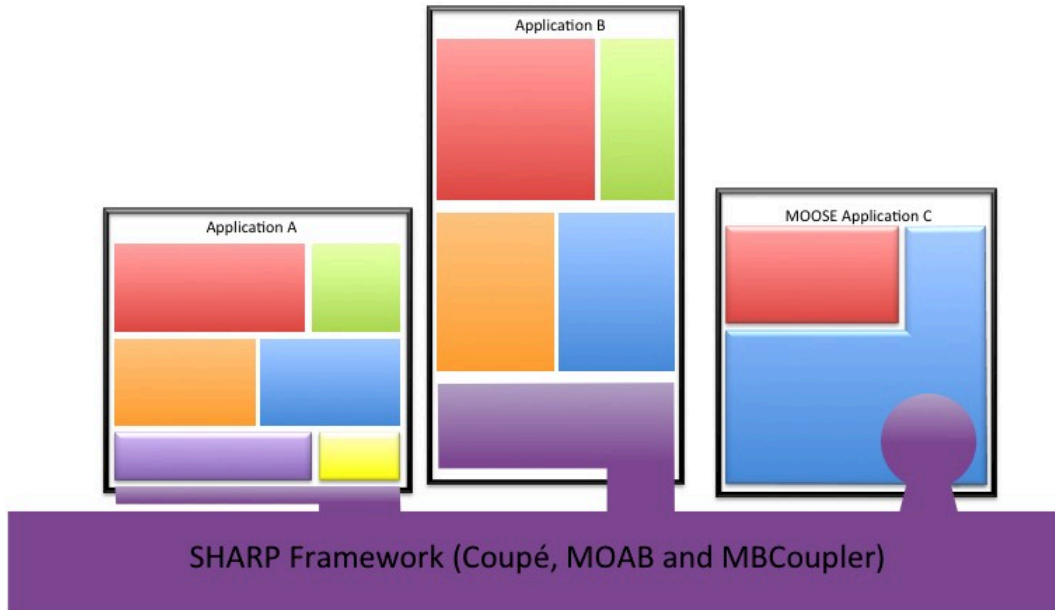 Application B
Application A
MOOSE Application C
SHARP Framework (Coupé, MOAB and MBCoupler)